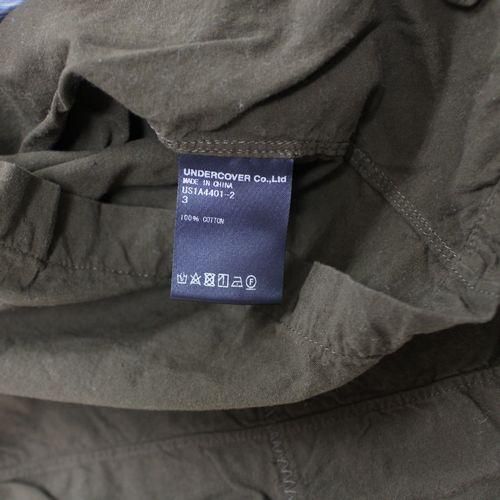 UNDERCOVER Co.,Ltd
MADE IN CHINA
US1A4401-2
3
100% COTTON